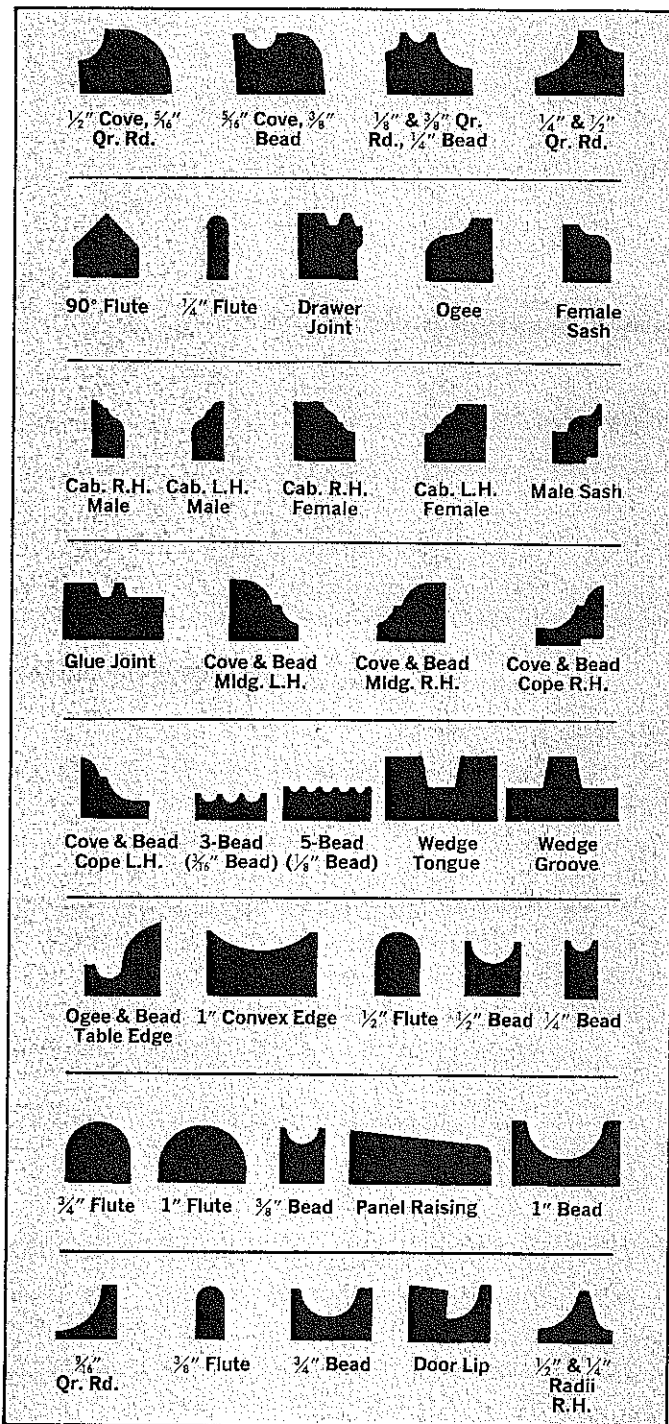 ½" Cove, 5/16"
Qr. Rd.
5/16" Cove, ⅜"
Bead
⅛" & ⅜" Qr.
Rd., ¼" Bead
¼" & ½"
Qr. Rd.
90° Flute
¼" Flute
Drawer
Joint
Ogee
Female
Sash
Cab. R.H.
Male
Cab. L.H.
Male
Cab. R.H.
Female
Cab. L.H.
Female
Male Sash
Glue Joint
Cove & Bead
Mldg. L.H.
Cove & Bead
Mldg. R.H.
Cove & Bead
Cope R.H.
Cove & Bead
Cope L.H.
3-Bead
(3/16" Bead)
5-Bead
(⅛" Bead)
Wedge
Tongue
Wedge
Groove
Ogee & Bead
Table Edge
1" Convex Edge
½" Flute
½" Bead
¼" Bead
¾" Flute
1" Flute
⅜" Bead
Panel Raising
1" Bead
9/16"
Qr. Rd.
⅜" Flute
¾" Bead
Door Lip
½" & ¼"
Radii
R.H.